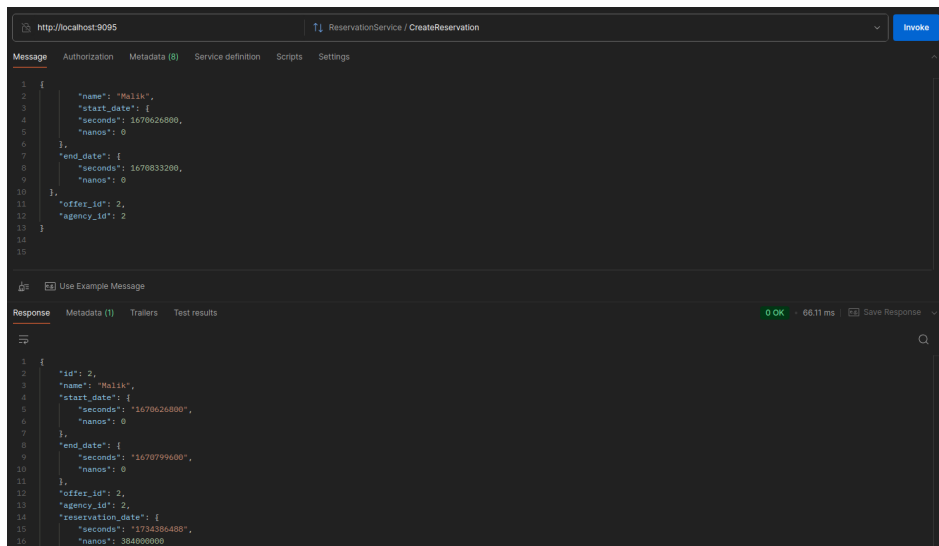 http://localhost:9095 ReservationService / CreateReservation Invoke
Message Authorization Metadata (8) Service definition Scripts Settings
1 {
2 "name": "Malik",
3 "start_date": {
4 "seconds": 1670626800,
5 "nanos": 0
6 },
7 "end_date": {
8 "seconds": 1670833200,
9 "nanos": 0
10 },
11 "offer_id": 2,
12 "agency_id": 2
13 }
14
15
Use Example Message
Response Metadata (1) Trailers Test results 0 OK 66.11 ms Save Response
1 {
2 "id": 2,
3 "name": "Malik",
4 "start_date": {
5 "seconds": "1670626800",
6 "nanos": 0
7 },
8 "end_date": {
9 "seconds": "1670799600",
10 "nanos": 0
11 },
12 "offer_id": 2,
13 "agency_id": 2,
14 "reservation_date": {
15 "seconds": "1734386488",
16 "nanos": 384000000